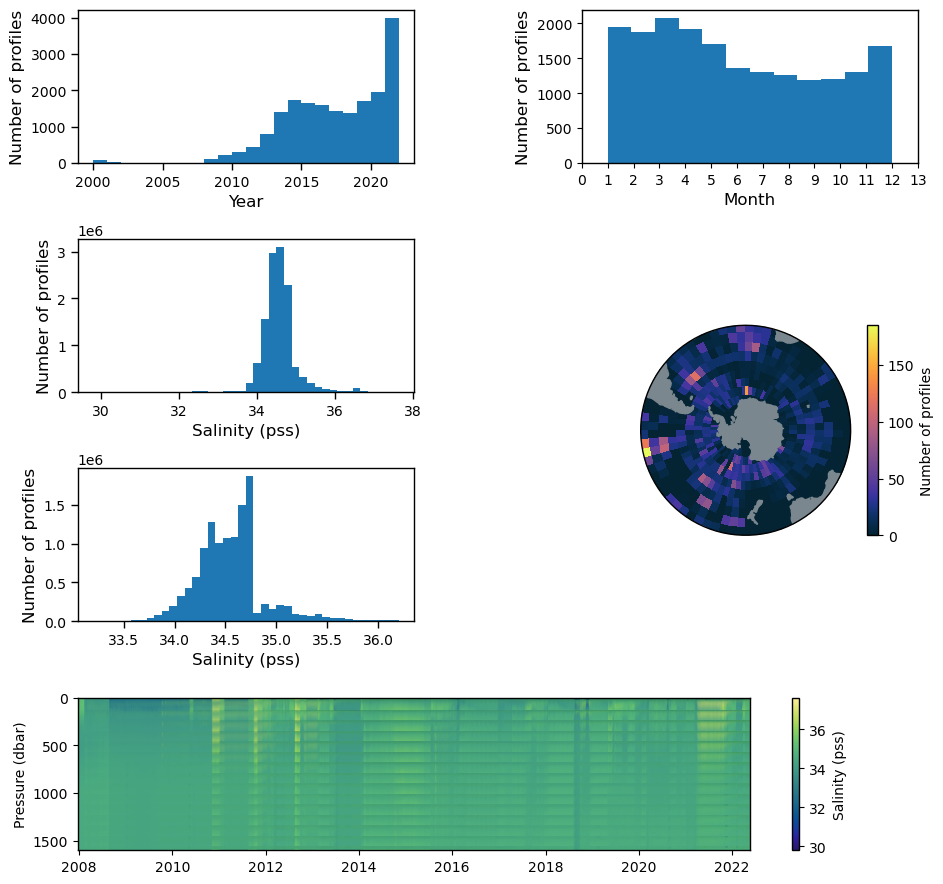 Number of profiles
4000
3000
2000
1000
0
2000 2005 2010 2015 2020
Year
Number of profiles
2000
1500
1000
500
0
0 1 2 3 4 5 6 7 8 9 10 11 12 13
Month
1e6
Number of profiles
3
2
1
0
30 32 34 36 38
Salinity (pss)
150
100
50
0
Number of profiles
1e6
Number of profiles
1.5
1.0
0.5
0.0
33.5 34.0 34.5 35.0 35.5 36.0
Salinity (pss)
Pressure (dbar)
0
500
1000
1500
2008 2010 2012 2014 2016 2018 2020 2022
36
34
32
30
Salinity (pss)